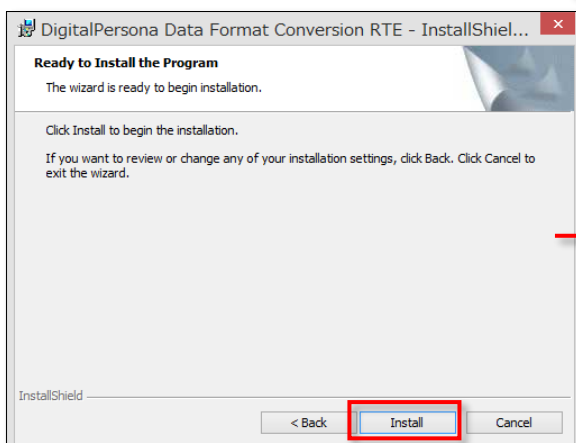 DigitalPersona Data Format Conversion RTE - InstallShiel...
Ready to Install the Program
The wizard is ready to begin installation.
Click Install to begin the installation.
If you want to review or change any of your installation settings, click Back. Click Cancel to
exit the wizard.
InstallShield
< Back Install Cancel